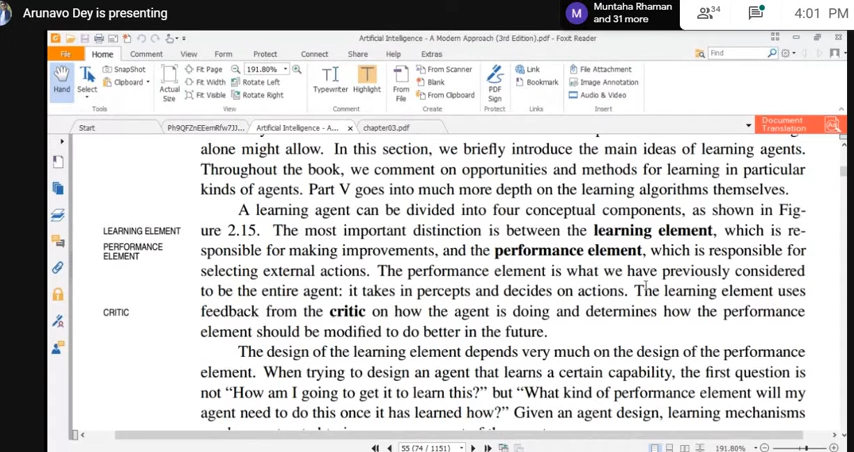 Arunavo Dey is presenting
Muntaha Rhaman
and 31 more
34
4:01 PM
Artificial Intelligence - A Modern Approach (3rd Edition).pdf - Foxit Reader
File Home Comment View Form Protect Connect Share Help Extras
Find
Hand
Select
SnapShot
Clipboard
Actual
Size
Fit Page
Fit Width
Fit Visible
191.80%
Rotate Left
Rotate Right
Typewriter
Highlight
From
File
From Scanner
Blank
From Clipboard
PDF
Sign
Link
Bookmark
File Attachment
Image Annotation
Audio & Video
Tools View Comment Create Protect Links Insert
Start
Ph9QFZnEEemRfw7JJ...
Artificial Intelligence - A...
chapter03.pdf
Document
Translation
alone might allow. In this section, we briefly introduce the main ideas of learning agents.
Throughout the book, we comment on opportunities and methods for learning in particular
kinds of agents. Part V goes into much more depth on the learning algorithms themselves.
A learning agent can be divided into four conceptual components, as shown in Fig-
LEARNING ELEMENT
ure 2.15. The most important distinction is between the learning element, which is re-
PERFORMANCE
ELEMENT
sponsible for making improvements, and the performance element, which is responsible for
selecting external actions. The performance element is what we have previously considered
to be the entire agent: it takes in percepts and decides on actions. The learning element uses
CRITIC
feedback from the critic on how the agent is doing and determines how the performance
element should be modified to do better in the future.
The design of the learning element depends very much on the design of the performance
element. When trying to design an agent that learns a certain capability, the first question is
not “How am I going to get it to learn this?” but “What kind of performance element will my
agent need to do this once it has learned how?” Given an agent design, learning mechanisms
55 (74 / 1151)
191.80%